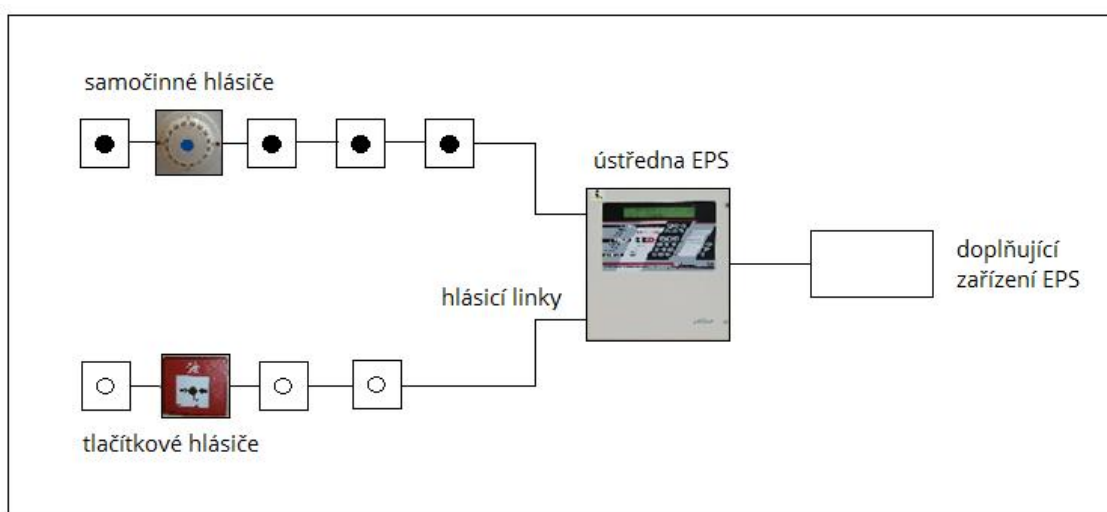 samočinné hlásiče
ústředna EPS
doplňující
zařízení EPS
hlásicí linky
tlačítkové hlásiče